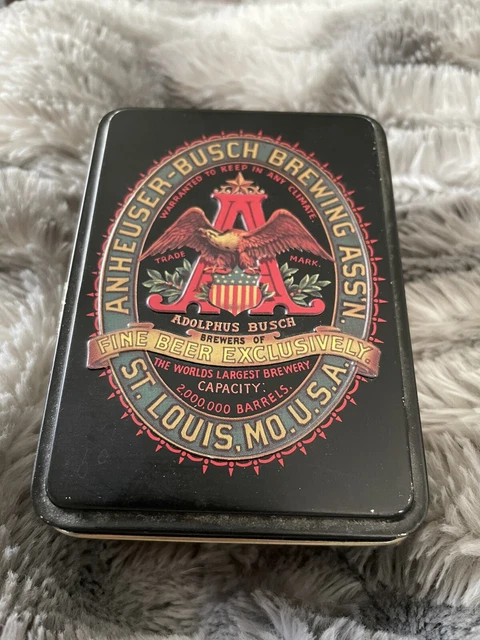 ANHEUSER-BUSCH BREWING ASS'N.
WARRANTED TO KEEP IN ANY CLIMATE.
A
TRADE MARK.
ADOLPHUS BUSCH
BREWERS OF
FINE BEER EXCLUSIVELY.
THE WORLDS LARGEST BREWERY
CAPACITY:
2,000,000 BARRELS.
ST. LOUIS, MO. U.S.A.